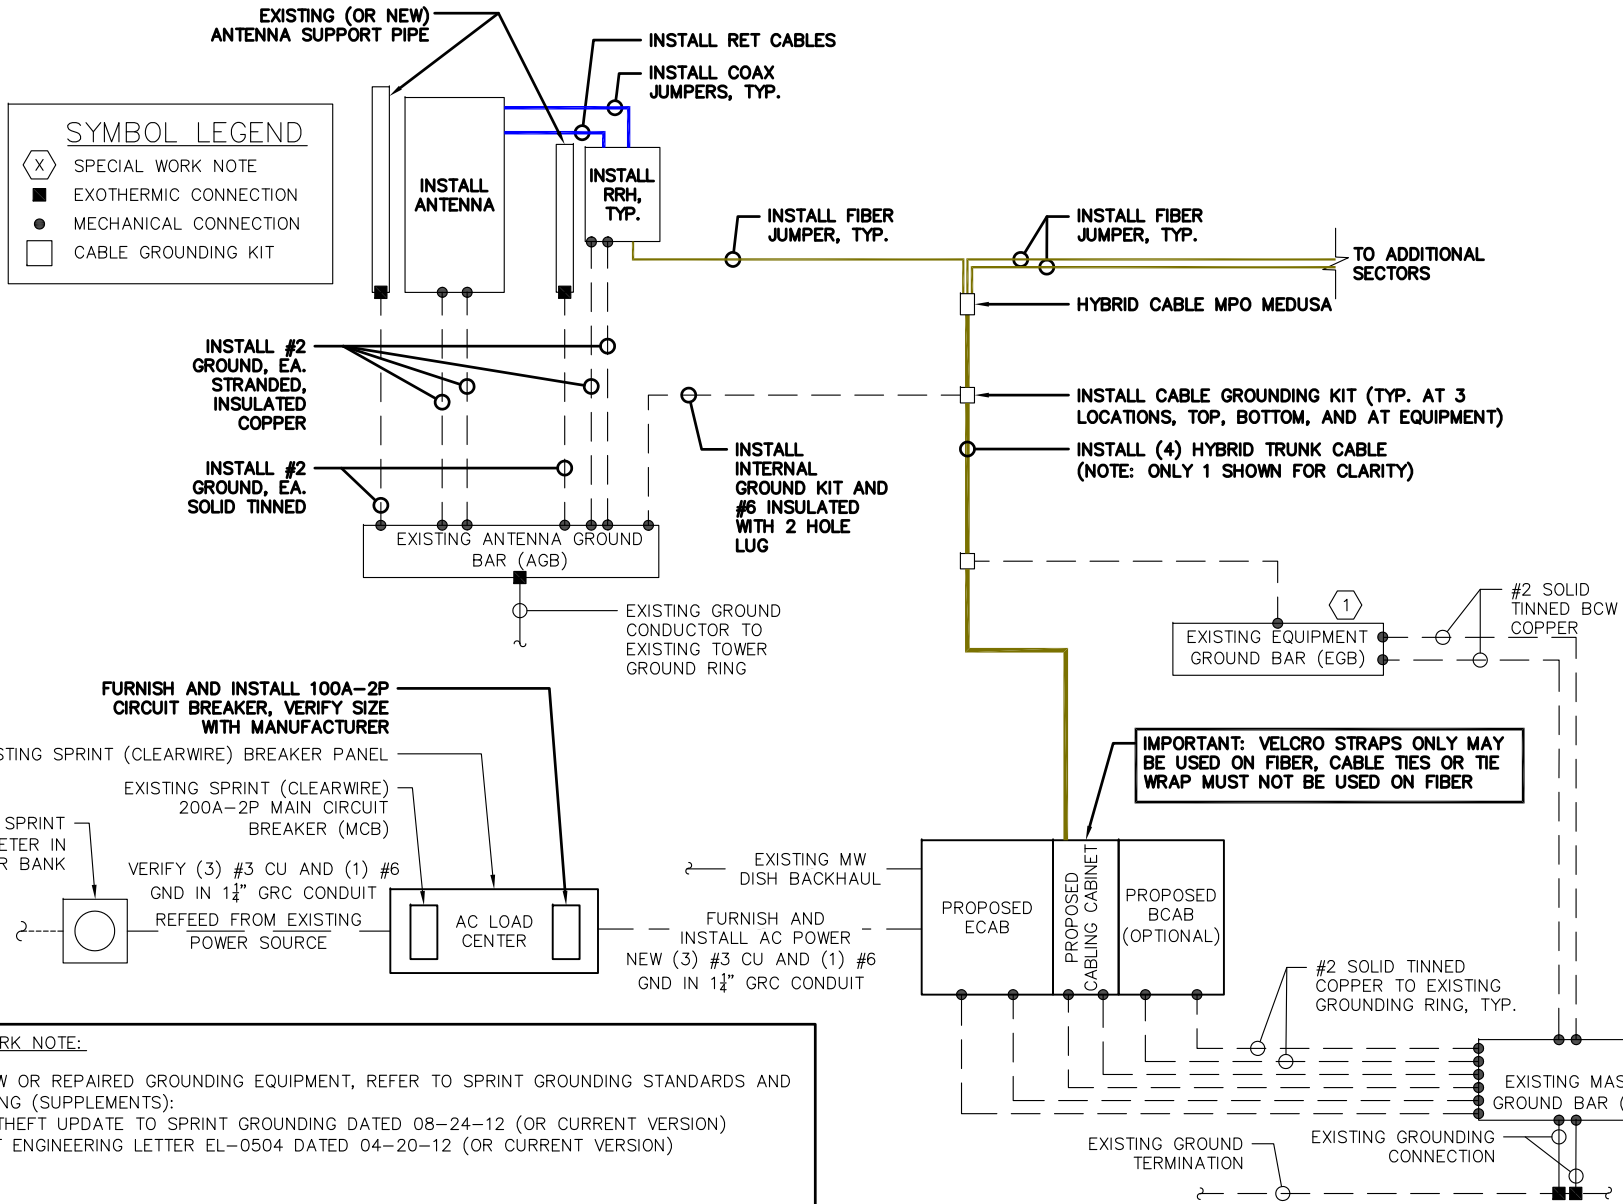 EXISTING (OR NEW)
ANTENNA SUPPORT PIPE
INSTALL RET CABLES
INSTALL COAX
JUMPERS, TYP.
SYMBOL LEGEND
X SPECIAL WORK NOTE
EXOTHERMIC CONNECTION
MECHANICAL CONNECTION
CABLE GROUNDING KIT
INSTALL
ANTENNA
INSTALL
RRH,
TYP.
INSTALL FIBER
JUMPER, TYP.
INSTALL FIBER
JUMPER, TYP.
TO ADDITIONAL
SECTORS
HYBRID CABLE MPO MEDUSA
INSTALL #2
GROUND, EA.
STRANDED,
INSULATED
COPPER
INSTALL CABLE GROUNDING KIT (TYP. AT 3
LOCATIONS, TOP, BOTTOM, AND AT EQUIPMENT)
INSTALL (4) HYBRID TRUNK CABLE
(NOTE: ONLY 1 SHOWN FOR CLARITY)
INSTALL
INTERNAL
GROUND KIT AND
#6 INSULATED
WITH 2 HOLE
LUG
INSTALL #2
GROUND, EA.
SOLID TINNED
EXISTING ANTENNA GROUND
BAR (AGB)
EXISTING GROUND
CONDUCTOR TO
EXISTING TOWER
GROUND RING
1
#2 SOLID
TINNED BCW
COPPER
EXISTING EQUIPMENT
GROUND BAR (EGB)
FURNISH AND INSTALL 100A-2P
CIRCUIT BREAKER, VERIFY SIZE
WITH MANUFACTURER
STING SPRINT (CLEARWIRE) BREAKER PANEL
EXISTING SPRINT (CLEARWIRE)
200A-2P MAIN CIRCUIT
BREAKER (MCB)
IMPORTANT: VELCRO STRAPS ONLY MAY
BE USED ON FIBER, CABLE TIES OR TIE
WRAP MUST NOT BE USED ON FIBER
SPRINT
ETER IN
R BANK
VERIFY (3) #3 CU AND (1) #6
GND IN 1¼" GRC CONDUIT
REFEED FROM EXISTING
POWER SOURCE
AC LOAD
CENTER
EXISTING MW
DISH BACKHAUL
FURNISH AND
INSTALL AC POWER
NEW (3) #3 CU AND (1) #6
GND IN 1¼" GRC CONDUIT
PROPOSED
ECAB
PROPOSED
CABLING CABINET
PROPOSED
BCAB
(OPTIONAL)
#2 SOLID TINNED
COPPER TO EXISTING
GROUNDING RING, TYP.
EXISTING MAS
GROUND BAR (
EXISTING GROUND
TERMINATION
EXISTING GROUNDING
CONNECTION
RK NOTE:
W OR REPAIRED GROUNDING EQUIPMENT, REFER TO SPRINT GROUNDING STANDARDS AND
NG (SUPPLEMENTS):
THEFT UPDATE TO SPRINT GROUNDING DATED 08-24-12 (OR CURRENT VERSION)
T ENGINEERING LETTER EL-0504 DATED 04-20-12 (OR CURRENT VERSION)